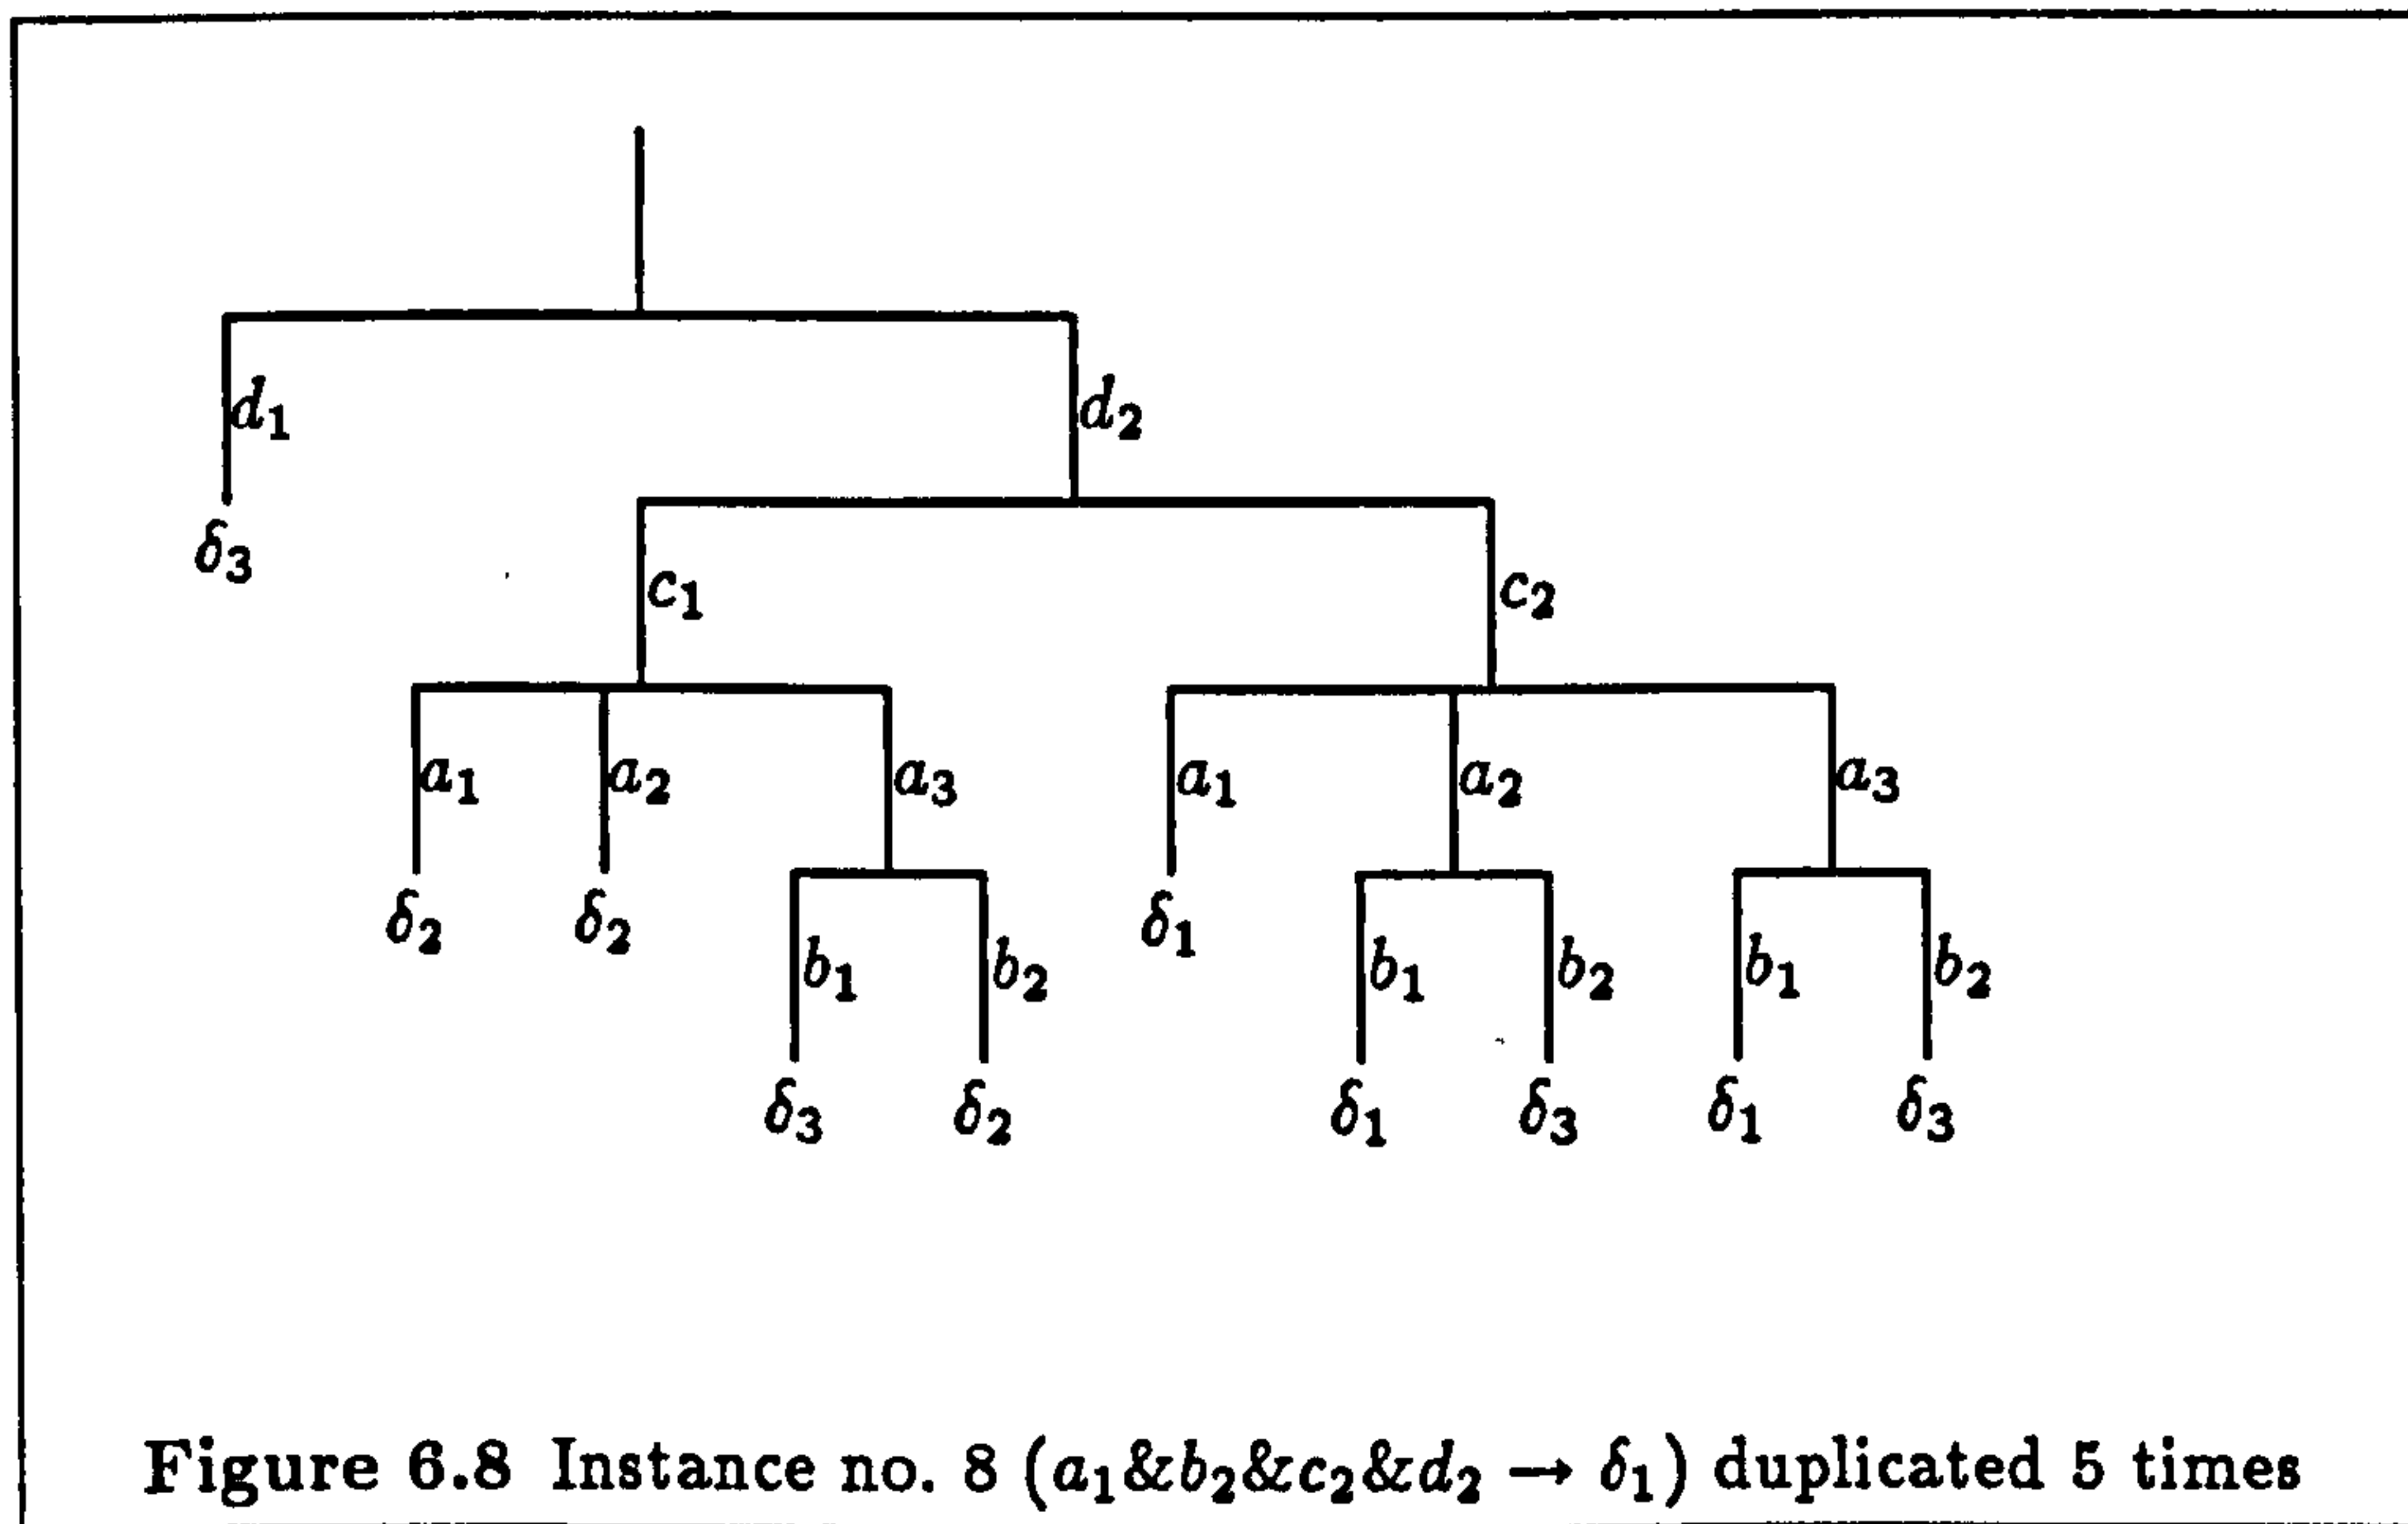 d₁ d₂
δ₃
c₁ c₂
a₁ a₂ a₃ a₁ a₂ a₃
δ₂ δ₂ δ₁
b₁ b₂ b₁ b₂ b₁ b₂
δ₃ δ₂ δ₁ δ₃ δ₁ δ₃
Figure 6.8 Instance no. 8 (a₁&b₂&c₂&d₂ → δ₁) duplicated 5 times